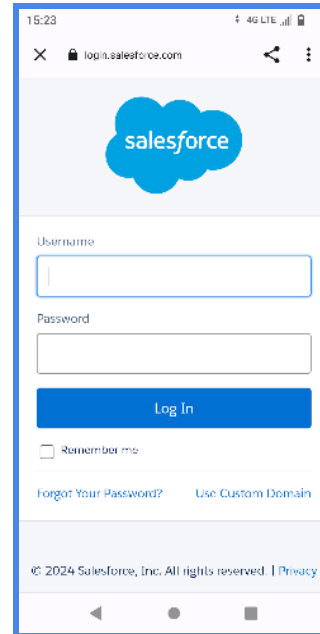 15:23
4G LTE
login.salesforce.com
salesforce
Username
Password
Log In
Remember me
Forgot Your Password? Use Custom Domain
© 2024 Salesforce, Inc. All rights reserved. | Privacy